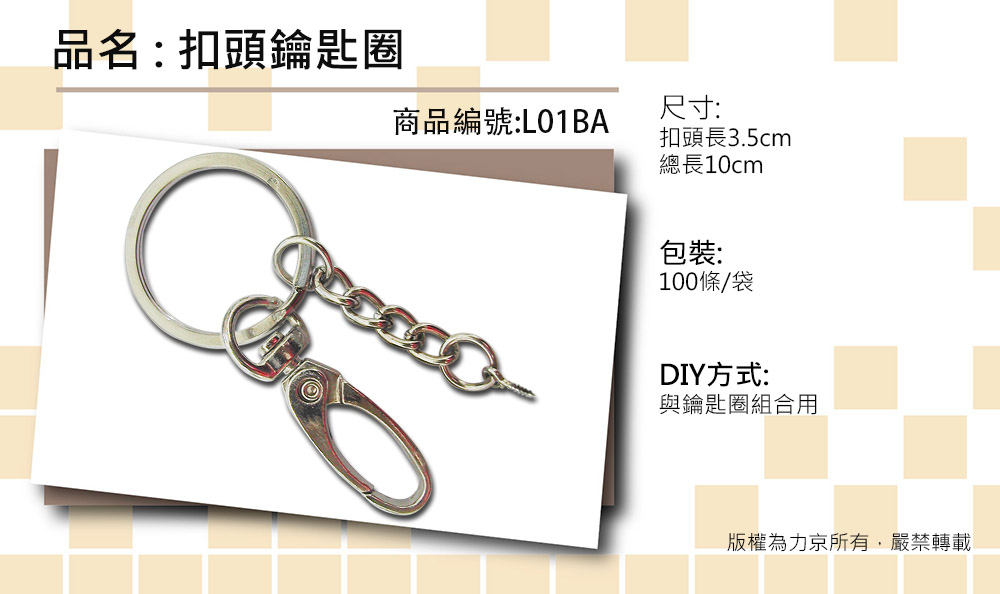 品名 : 扣頭鑰匙圈
商品編號:L01BA
尺寸:
扣頭長3.5cm
總長10cm
包裝:
100條/袋
DIY方式:
與鑰匙圈組合用
版權為力京所有，嚴禁轉載